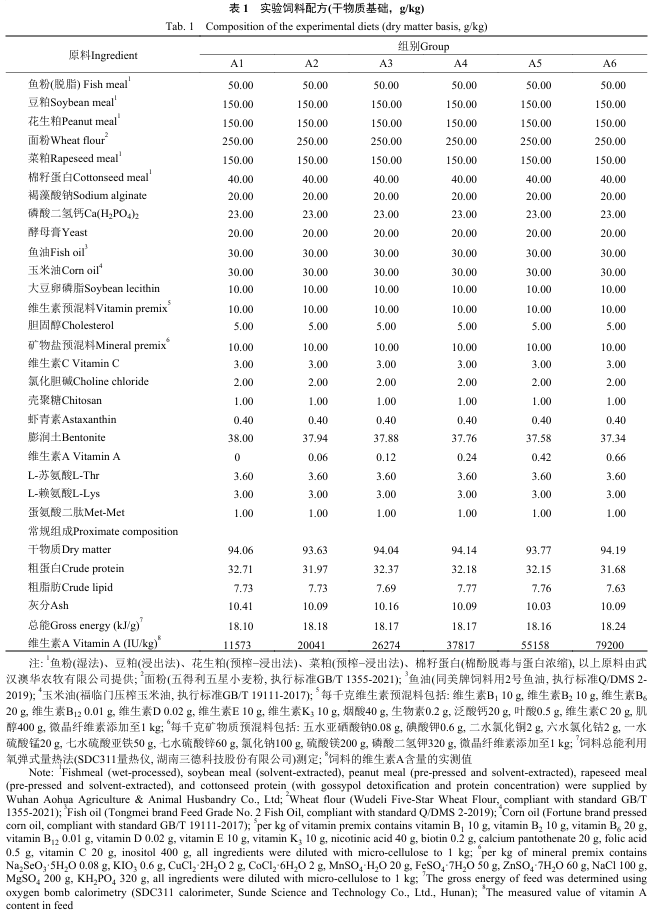 表 1 实验饲料配方(干物质基础，g/kg)
Tab. 1 Composition of the experimental diets (dry matter basis, g/kg)
原料Ingredient 组别Group
A1 A2 A3 A4 A5 A6
鱼粉(脱脂) Fish meal¹ 50.00 50.00 50.00 50.00 50.00 50.00
豆粕Soybean meal¹ 150.00 150.00 150.00 150.00 150.00 150.00
花生粕Peanut meal¹ 150.00 150.00 150.00 150.00 150.00 150.00
面粉Wheat flour² 250.00 250.00 250.00 250.00 250.00 250.00
菜粕Rapeseed meal¹ 150.00 150.00 150.00 150.00 150.00 150.00
棉籽蛋白Cottonseed meal¹ 40.00 40.00 40.00 40.00 40.00 40.00
褐藻酸钠Sodium alginate 20.00 20.00 20.00 20.00 20.00 20.00
磷酸二氢钙Ca(H₂PO₄)₂ 23.00 23.00 23.00 23.00 23.00 23.00
酵母膏Yeast 20.00 20.00 20.00 20.00 20.00 20.00
鱼油Fish oil³ 30.00 30.00 30.00 30.00 30.00 30.00
玉米油Corn oil⁴ 30.00 30.00 30.00 30.00 30.00 30.00
大豆卵磷脂Soybean lecithin 10.00 10.00 10.00 10.00 10.00 10.00
维生素预混料Vitamin premix⁵ 10.00 10.00 10.00 10.00 10.00 10.00
胆固醇Cholesterol 5.00 5.00 5.00 5.00 5.00 5.00
矿物盐预混料Mineral premix⁶ 10.00 10.00 10.00 10.00 10.00 10.00
维生素C Vitamin C 3.00 3.00 3.00 3.00 3.00 3.00
氯化胆碱Choline chloride 2.00 2.00 2.00 2.00 2.00 2.00
壳聚糖Chitosan 1.00 1.00 1.00 1.00 1.00 1.00
虾青素Astaxanthin 0.40 0.40 0.40 0.40 0.40 0.40
膨润土Bentonite 38.00 37.94 37.88 37.76 37.58 37.34
维生素A Vitamin A 0 0.06 0.12 0.24 0.42 0.66
L-苏氨酸L-Thr 3.60 3.60 3.60 3.60 3.60 3.60
L-赖氨酸L-Lys 3.00 3.00 3.00 3.00 3.00 3.00
蛋氨酸二肽Met-Met 1.00 1.00 1.00 1.00 1.00 1.00
常规组成Proximate composition
干物质Dry matter 94.06 93.63 94.04 94.14 93.77 94.19
粗蛋白Crude protein 32.71 31.97 32.37 32.18 32.15 31.68
粗脂肪Crude lipid 7.73 7.73 7.69 7.77 7.76 7.63
灰分Ash 10.41 10.09 10.16 10.09 10.03 10.09
总能Gross energy (kJ/g)⁷ 18.10 18.18 18.17 18.17 18.16 18.24
维生素A Vitamin A (IU/kg)⁸ 11573 20041 26274 37817 55158 79200
注: ¹鱼粉(湿法)、豆粕(浸出法)、花生粕(预榨–浸出法)、菜粕(预榨–浸出法)、棉籽蛋白(棉酚脱毒与蛋白浓缩), 以上原料由武
汉澳华农牧有限公司提供; ²面粉(五得利五星小麦粉, 执行标准GB/T 1355-2021); ³鱼油(同美牌饲料用2号鱼油, 执行标准Q/DMS 2-
2019); ⁴玉米油(福临门压榨玉米油, 执行标准GB/T 19111-2017); ⁵每千克维生素预混料包括: 维生素B₁ 10 g, 维生素B₂ 10 g, 维生素B₆
20 g, 维生素B₁₂ 0.01 g, 维生素D 0.02 g, 维生素E 10 g, 维生素K₃ 10 g, 烟酸40 g, 生物素0.2 g, 泛酸钙20 g, 叶酸0.5 g, 维生素C 20 g, 肌
醇400 g, 微晶纤维素添加至1 kg; ⁶每千克矿物质预混料包括: 五水亚硒酸钠0.08 g, 碘酸钾0.6 g, 二水氯化铜2 g, 六水氯化钴2 g, 一水
硫酸锰20 g, 七水硫酸亚铁50 g, 七水硫酸锌60 g, 氯化钠100 g, 硫酸镁200 g, 磷酸二氢钾320 g, 微晶纤维素添加至1 kg; ⁷饲料总能利用
氧弹式量热法(SDC311量热仪, 湖南三德科技股份有限公司)测定; ⁸饲料的维生素A含量的实测值
Note: ¹Fishmeal (wet-processed), soybean meal (solvent-extracted), peanut meal (pre-pressed and solvent-extracted), rapeseed meal
(pre-pressed and solvent-extracted), and cottonseed protein (with gossypol detoxification and protein concentration) were supplied by
Wuhan Aohua Agriculture & Animal Husbandry Co., Ltd; ²Wheat flour (Wudeli Five-Star Wheat Flour, compliant with standard GB/T
1355-2021); ³Fish oil (Tongmei brand Feed Grade No. 2 Fish Oil, compliant with standard Q/DMS 2-2019); ⁴Corn oil (Fortune brand pressed
corn oil, compliant with standard GB/T 19111-2017); ⁵per kg of vitamin premix contains vitamin B₁ 10 g, vitamin B₂ 10 g, vitamin B₆ 20 g,
vitamin B₁₂ 0.01 g, vitamin D 0.02 g, vitamin E 10 g, vitamin K₃ 10 g, nicotinic acid 40 g, biotin 0.2 g, calcium pantothenate 20 g, folic acid
0.5 g, vitamin C 20 g, inositol 400 g, all ingredients were diluted with micro-cellulose to 1 kg; ⁶per kg of mineral premix contains
Na₂SeO₃·5H₂O 0.08 g, KIO₃ 0.6 g, CuCl₂·2H₂O 2 g, CoCl₂·6H₂O 2 g, MnSO₄·H₂O 20 g, FeSO₄·7H₂O 50 g, ZnSO₄·7H₂O 60 g, NaCl 100 g,
MgSO₄ 200 g, KH₂PO₄ 320 g, all ingredients were diluted with micro-cellulose to 1 kg; ⁷The gross energy of feed was determined using
oxygen bomb calorimetry (SDC311 calorimeter, Sunde Science and Technology Co., Ltd., Hunan); ⁸The measured value of vitamin A
content in feed